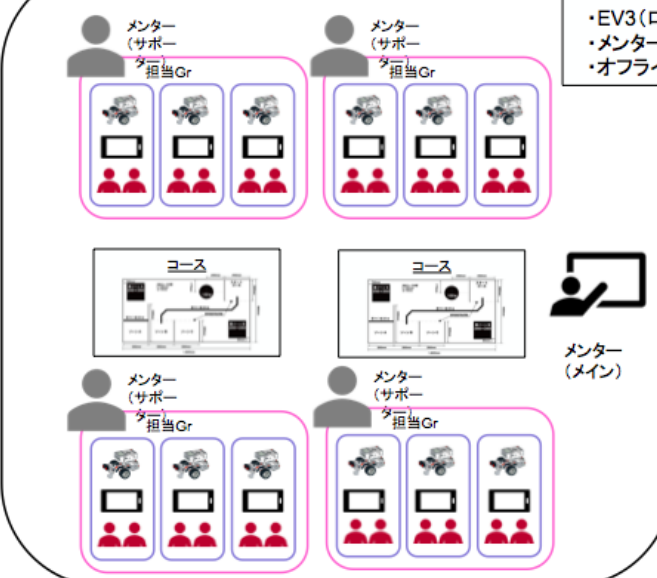 ・EV3（ロ
・メンター
・オフライ
メンター
（サポー
ター）
担当Gr
メンター
（サポー
ター）
担当Gr
コース
コース
メンター
（メイン）
メンター
（サポー
ター）
担当Gr
メンター
（サポー
ター）
担当Gr